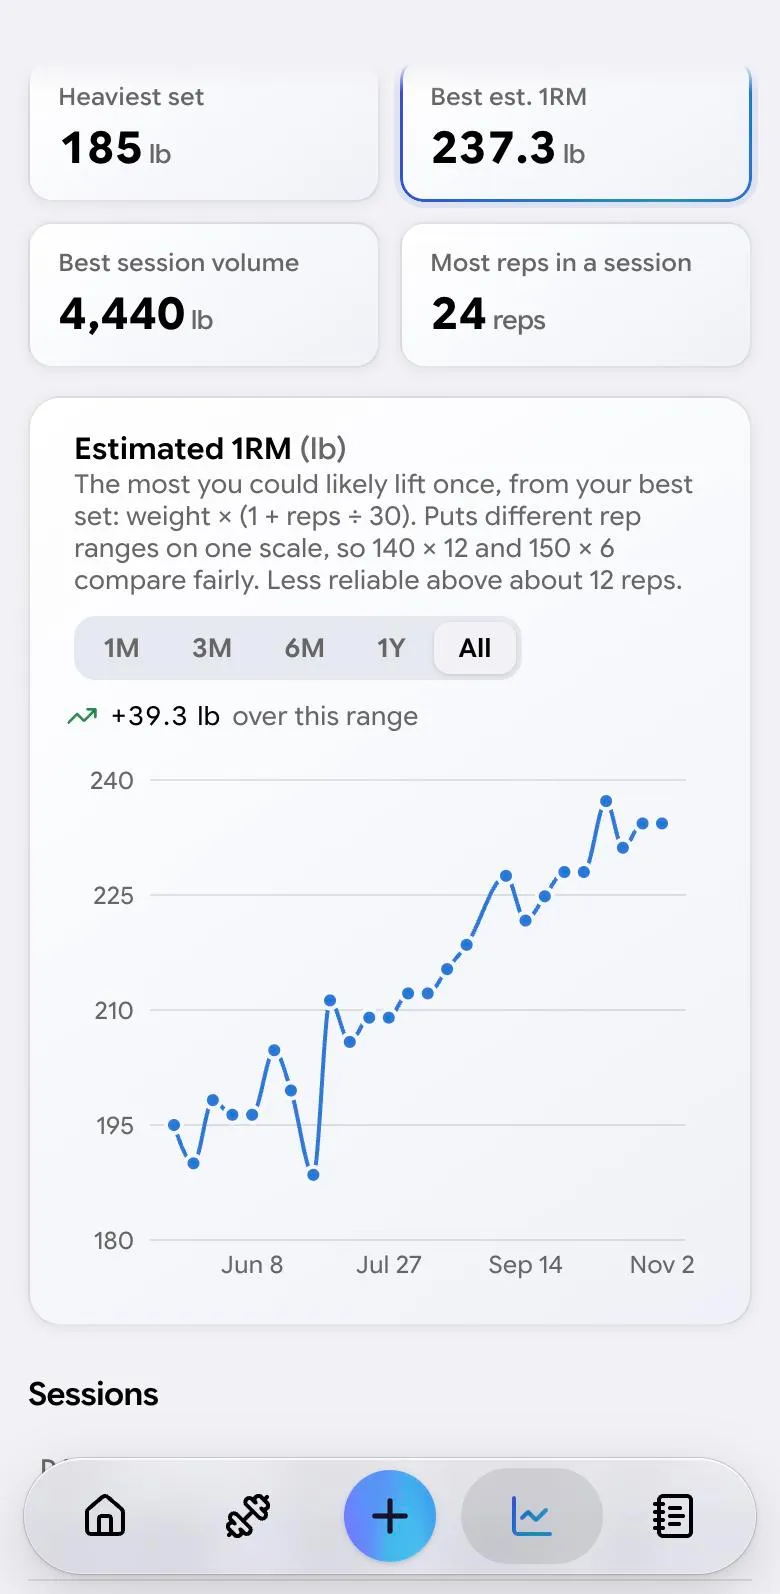 Heaviest set
185 lb
Best est. 1RM
237.3 lb
Best session volume
4,440 lb
Most reps in a session
24 reps
Estimated 1RM (lb)
The most you could likely lift once, from your best
set: weight × (1 + reps ÷ 30). Puts different rep
ranges on one scale, so 140 × 12 and 150 × 6
compare fairly. Less reliable above about 12 reps.
1M 3M 6M 1Y All
+39.3 lb over this range
240
225
210
195
180
Jun 8 Jul 27 Sep 14 Nov 2
Sessions